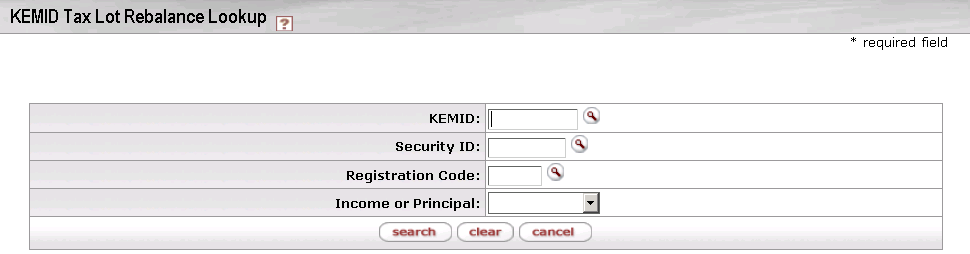 KEMID Tax Lot Rebalance Lookup ?
* required field
KEMID:
Security ID:
Registration Code:
Income or Principal:
search clear cancel